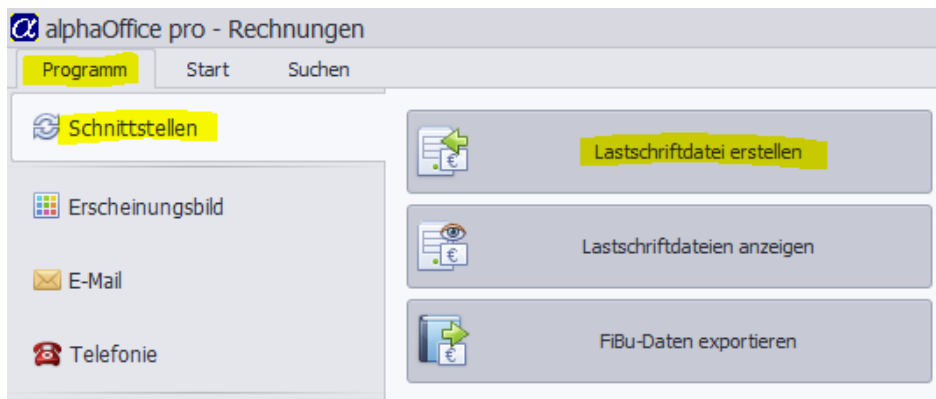 alphaOffice pro - Rechnungen
Programm Start Suchen
Schnittstellen
Lastschriftdatei erstellen
Erscheinungsbild
Lastschriftdateien anzeigen
E-Mail
FiBu-Daten exportieren
Telefonie